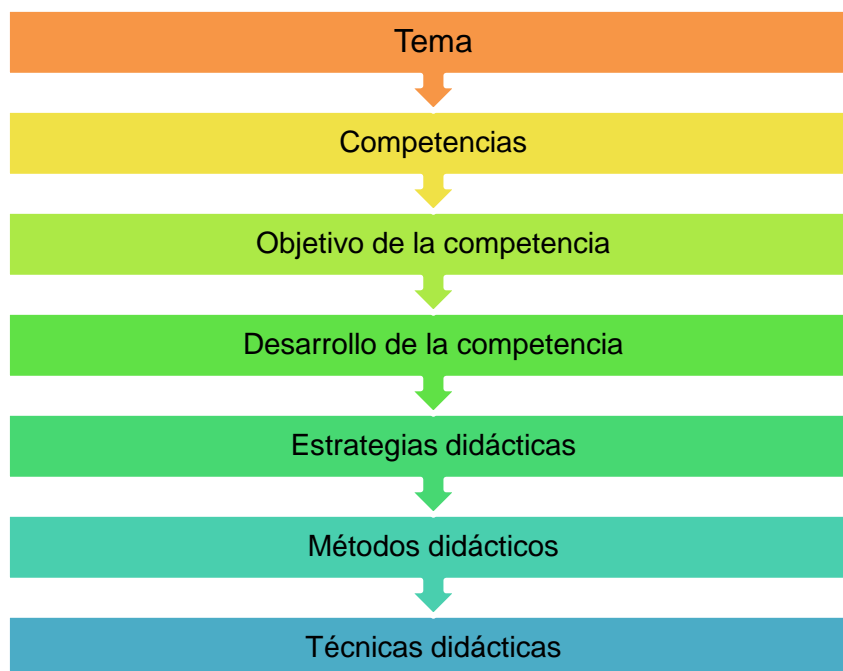 Tema
Competencias
Objetivo de la competencia
Desarrollo de la competencia
Estrategias didácticas
Métodos didácticos
Técnicas didácticas